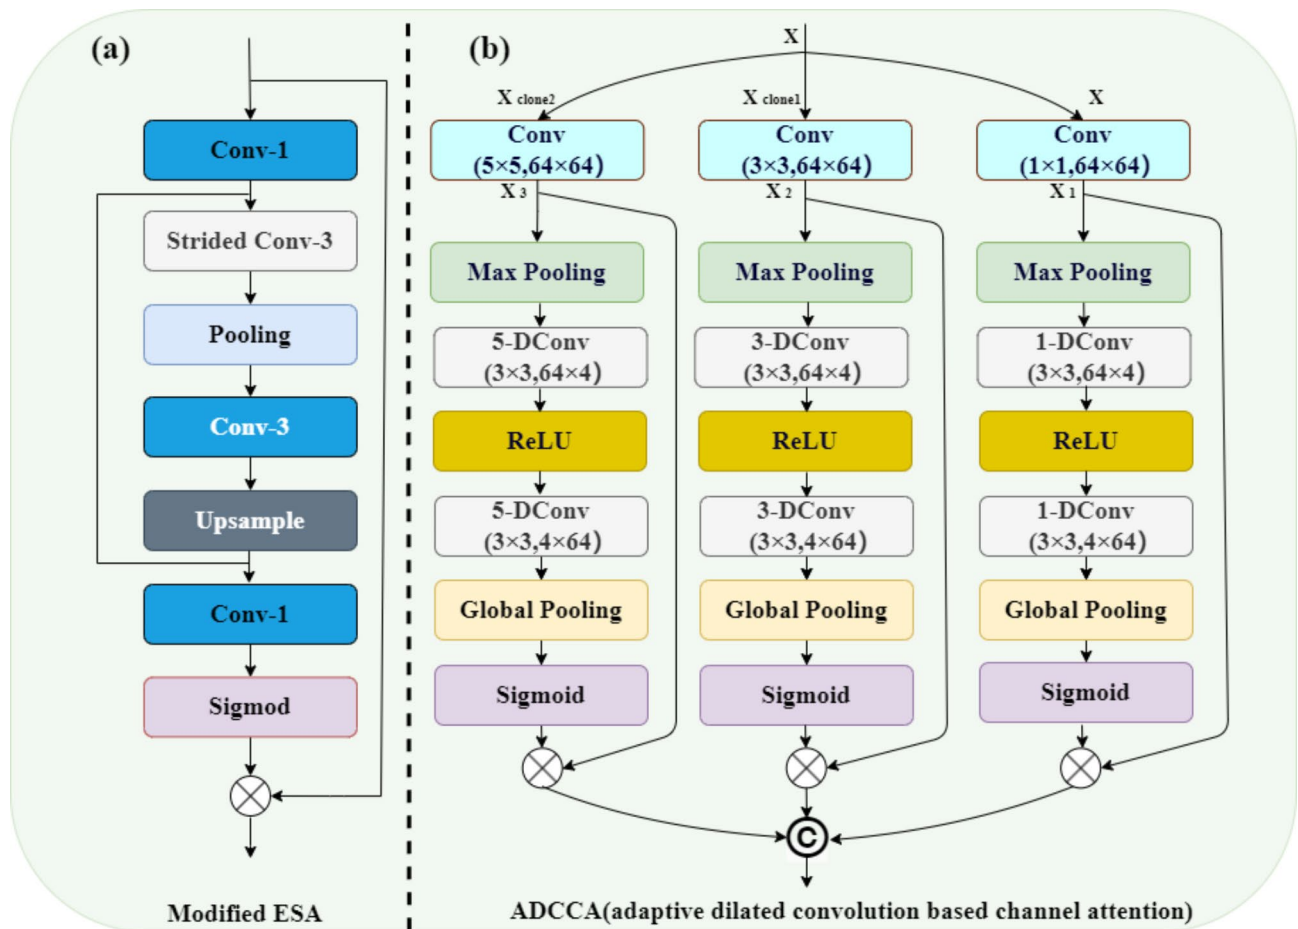 (a)
Conv-1
Strided Conv-3
Pooling
Conv-3
Upsample
Conv-1
Sigmod
Modified ESA
(b)
X
X clone2
X clone1
X
Conv
(5×5,64×64)
Conv
(3×3,64×64)
Conv
(1×1,64×64)
X 3
X 2
X 1
Max Pooling
Max Pooling
Max Pooling
5-DConv
(3×3,64×4)
3-DConv
(3×3,64×4)
1-DConv
(3×3,64×4)
ReLU
ReLU
ReLU
5-DConv
(3×3,4×64)
3-DConv
(3×3,4×64)
1-DConv
(3×3,4×64)
Global Pooling
Global Pooling
Global Pooling
Sigmoid
Sigmoid
Sigmoid
C
ADCCA(adaptive dilated convolution based channel attention)